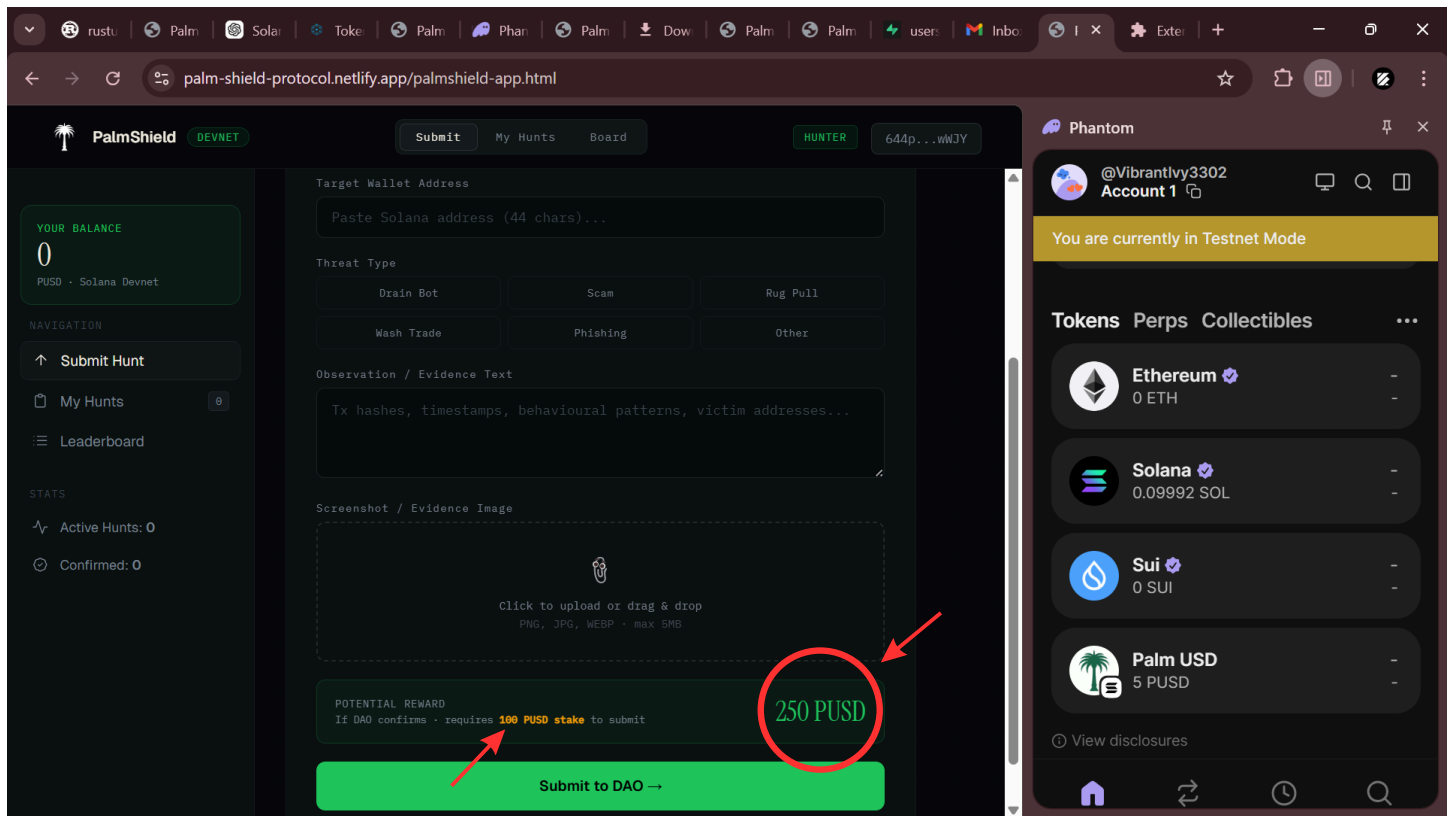 rustu
Palm
Solar
Toke
Palm
Phan
Palm
Dow
Palm
Palm
users
Inbo
Exter
palm-shield-protocol.netlify.app/palmshield-app.html
PalmShield
DEVNET
Submit
My Hunts
Board
HUNTER
644p...wWJY
YOUR BALANCE
0
PUSD · Solana Devnet
NAVIGATION
Submit Hunt
My Hunts
0
Leaderboard
STATS
Active Hunts: 0
Confirmed: 0
Target Wallet Address
Paste Solana address (44 chars)...
Threat Type
Drain Bot
Scam
Rug Pull
Wash Trade
Phishing
Other
Observation / Evidence Text
Tx hashes, timestamps, behavioural patterns, victim addresses...
Screenshot / Evidence Image
Click to upload or drag & drop
PNG, JPG, WEBP · max 5MB
POTENTIAL REWARD
If DAO confirms · requires 100 PUSD stake to submit
250 PUSD
Submit to DAO →
Phantom
@VibrantIvy3302
Account 1
You are currently in Testnet Mode
Tokens
Perps
Collectibles
Ethereum
0 ETH
-
-
Solana
0.09992 SOL
-
-
Sui
0 SUI
-
-
Palm USD
5 PUSD
-
-
View disclosures